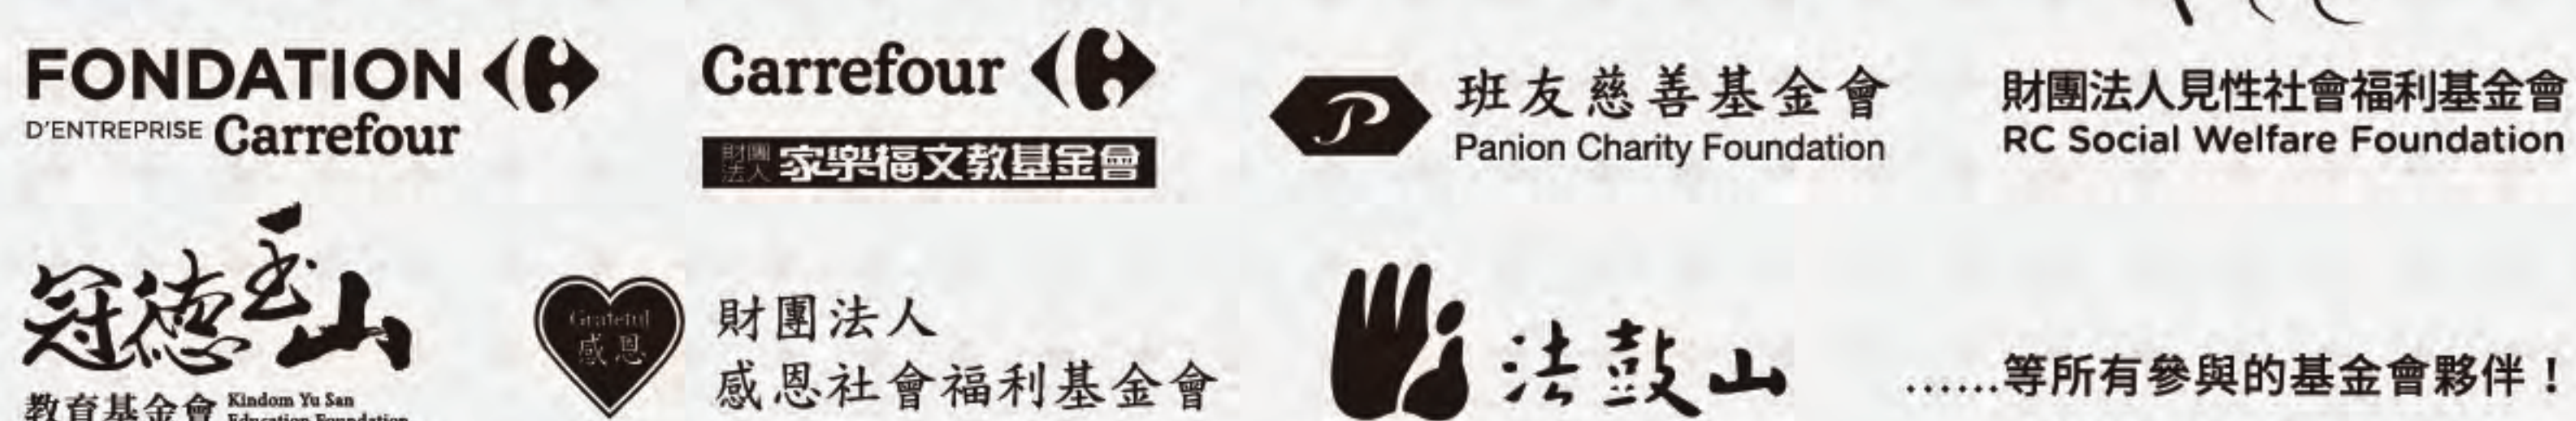 FONDATION
D'ENTREPRISE Carrefour
Carrefour
財團法人 家樂福文教基金會
P
班友慈善基金會
Panion Charity Foundation
財團法人見性社會福利基金會
RC Social Welfare Foundation
冠德玉山
教育基金會 Kindom Yu San
Education Foundation
Grateful
感恩
財團法人
感恩社會福利基金會
法鼓山
......等所有參與的基金會夥伴！